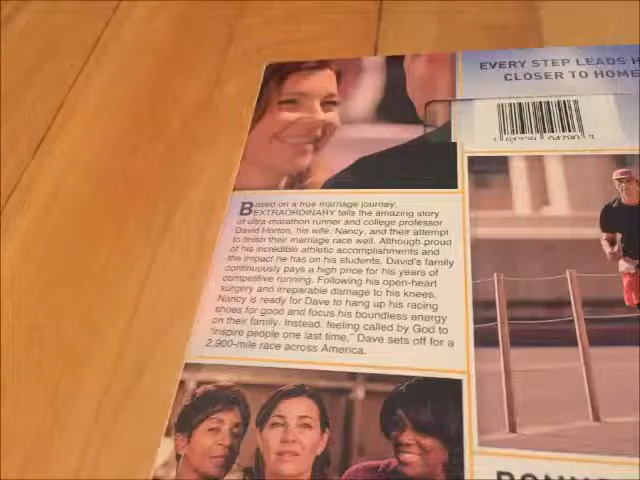 EVERY STEP LEADS H
CLOSER TO HOME
Based on a true marriage journey,
EXTRAORDINARY tells the amazing story
of ultra-marathon runner and college professor
David Horton, his wife, Nancy, and their attempt
to finish their marriage race well. Although proud
of his incredible athletic accomplishments and
the impact he has on his students, David's family
continuously pays a high price for his years of
competitive running. Following his open-heart
surgery and irreparable damage to his knees,
Nancy is ready for Dave to hang up his racing
shoes for good and focus his boundless energy
on their family. Instead, feeling called by God to
"inspire people one last time," Dave sets off for a
2,900-mile race across America.